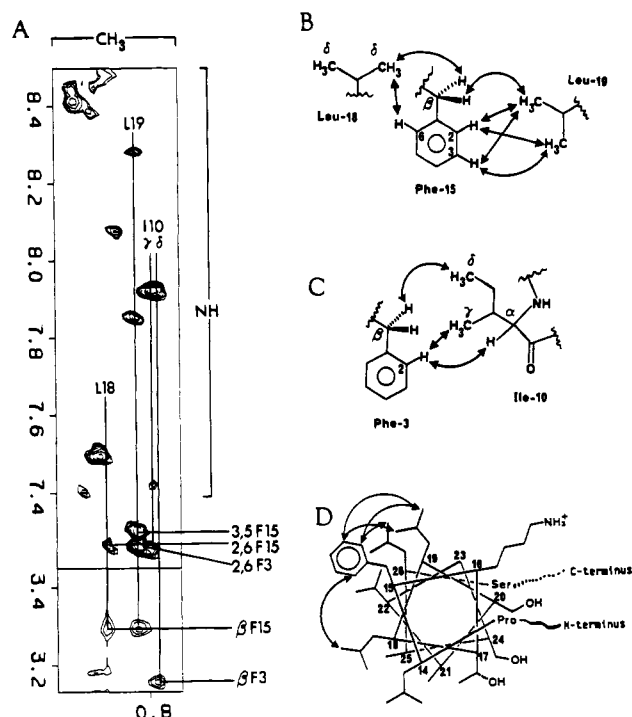 A
CH₃
8.4
8.2
8.0
7.8
7.6
7.4
3.4
3.2
0.8
L19
I10
γ δ
L18
NH
3,5 F15
2,6 F15
2,6 F3
βF15
βF3
B
δ δ
H₃C CH₃
Leu-18
H
H
β
H
6
2
H
3
H
Phe-15
Leu-19
H₃C
H₃C
C
δ
H₃C
γ
H₃C
α
NH
H
H
H
β
2
H
O
Phe-3
Ile-10
D
NH₃⁺
19
23
16
26
15
22
Ser
C-terminus
20
OH
Pro
N-terminus
18
25
14
21
24
17
OH
OH